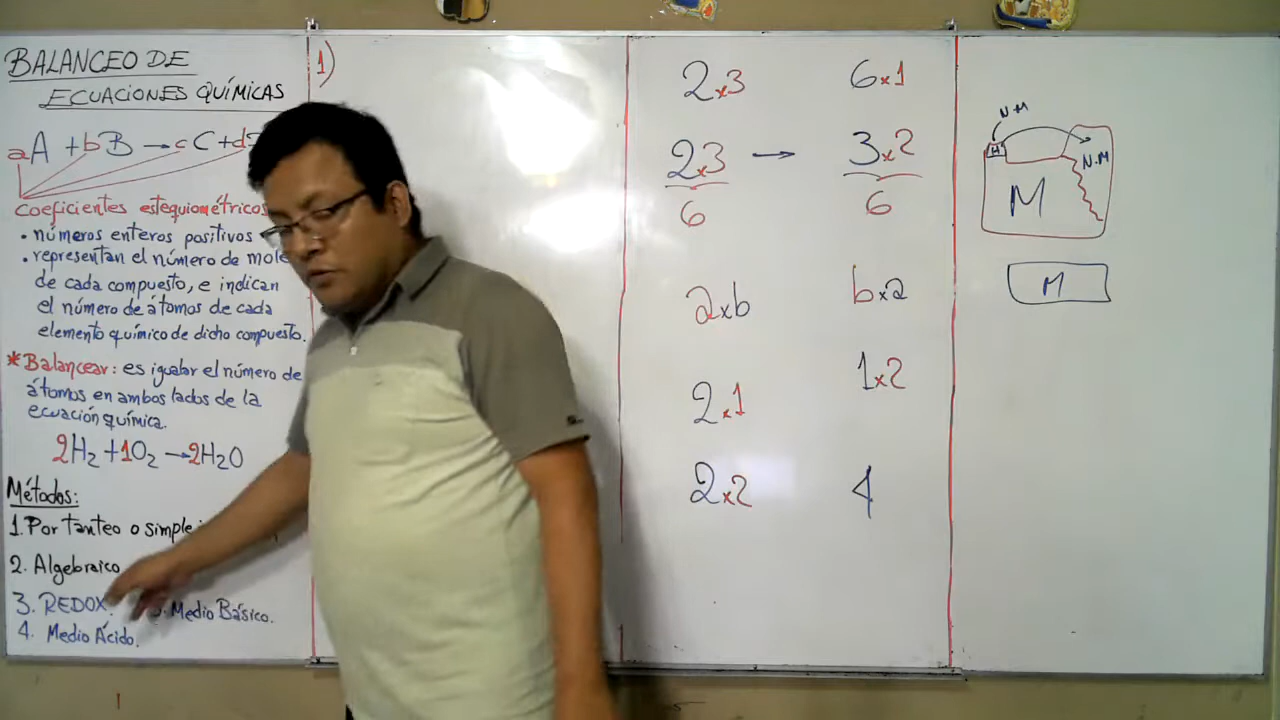 BALANCEO DE
ECUACIONES QUÍMICAS
aA + bB → cC + d
coeficientes estequiométricos
• números enteros positivos
• representan el número de mole
de cada compuesto, e indican
el número de átomos de cada
elemento químico de dicho compuesto.
*Balancear: es igualar el número de
átomos en ambos lados de la
ecuación química.
2H₂ + 1O₂ → 2H₂O
Métodos:
1. Por tanteo o simple
2. Algebraico
3. REDOX.
Medio Básico.
4. Medio Ácido.
1)
2x3 6x1
2x3 → 3x2
6 6
axb bxa
2x1 1x2
2x2 4
N.M
H
N.M
M
M